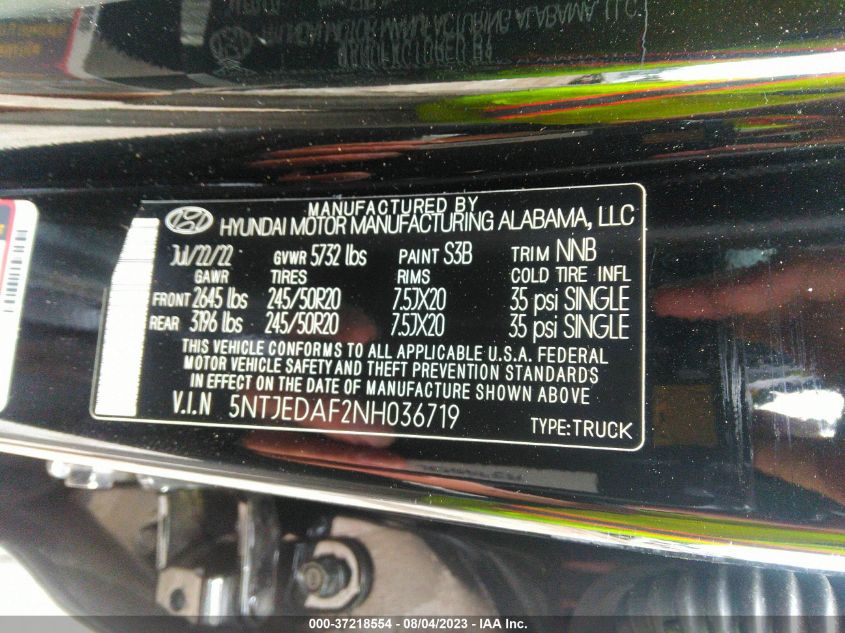 MANUFACTURED BY
HYUNDAI MOTOR MANUFACTURING ALABAMA, LLC
Jul/22/22 GVWR 5732 lbs PAINT S3B TRIM NNB
GAWR TIRES RIMS COLD TIRE INFL
FRONT 2645 lbs 245/50R20 7.5JX20 35 psi SINGLE
REAR 3196 lbs 245/50R20 7.5JX20 35 psi SINGLE
THIS VEHICLE CONFORMS TO ALL APPLICABLE U.S.A. FEDERAL
MOTOR VEHICLE SAFETY AND THEFT PREVENTION STANDARDS
IN EFFECT ON THE DATE OF MANUFACTURE SHOWN ABOVE
V.I.N 5NTJEDAF2NH036719
TYPE:TRUCK
000-37218554 - 08/04/2023 - IAA Inc.